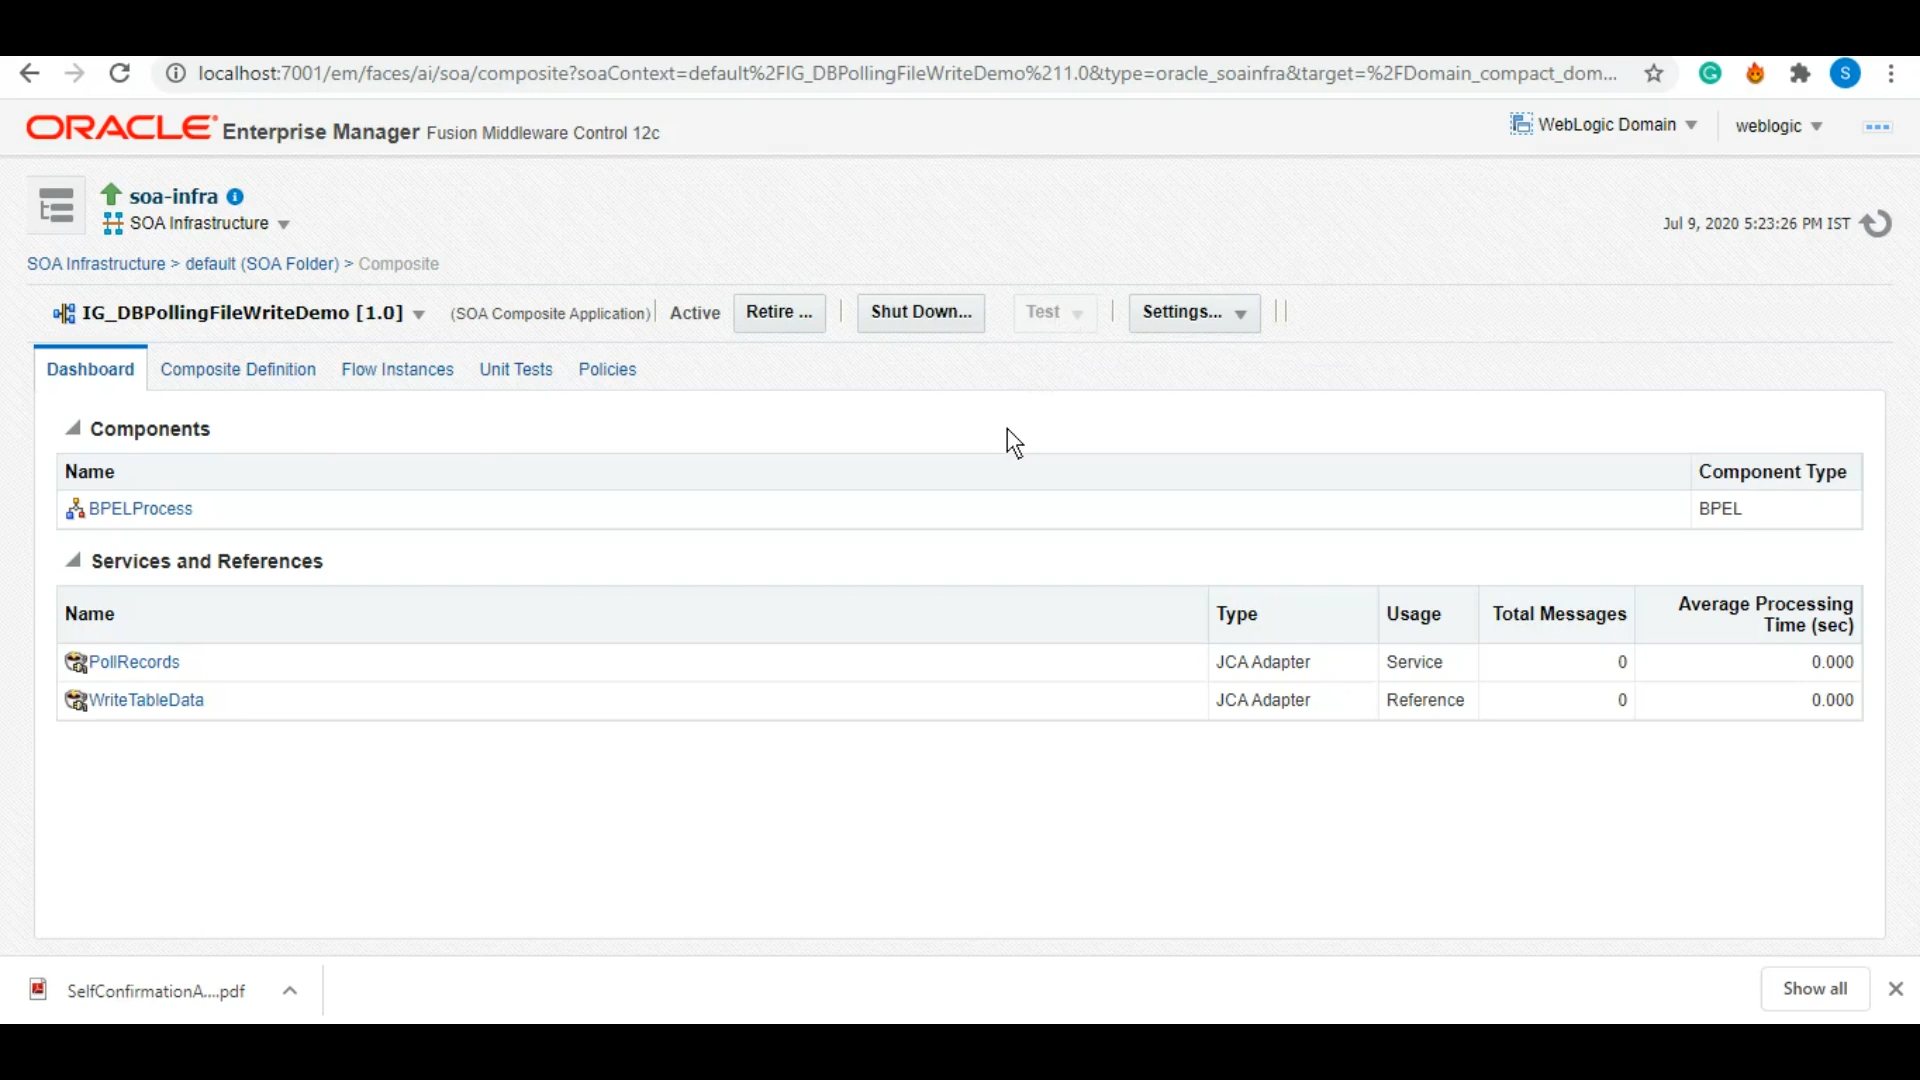 localhost:7001/em/faces/ai/soa/composite?soaContext=default%2FIG_DBPollingFileWriteDemo%211.0&type=oracle_soainfra&target=%2FDomain_compact_dom...
S
ORACLE Enterprise Manager Fusion Middleware Control 12c
WebLogic Domain
weblogic
soa-infra
SOA Infrastructure
Jul 9, 2020 5:23:26 PM IST
SOA Infrastructure > default (SOA Folder) > Composite
IG_DBPollingFileWriteDemo [1.0] (SOA Composite Application) Active Retire ... Shut Down... Test Settings...
Dashboard Composite Definition Flow Instances Unit Tests Policies
Components
Name Component Type
BPELProcess BPEL
Services and References
Name Type Usage Total Messages Average Processing Time (sec)
PollRecords JCA Adapter Service 0 0.000
WriteTableData JCA Adapter Reference 0 0.000
SelfConfirmationA....pdf
Show all